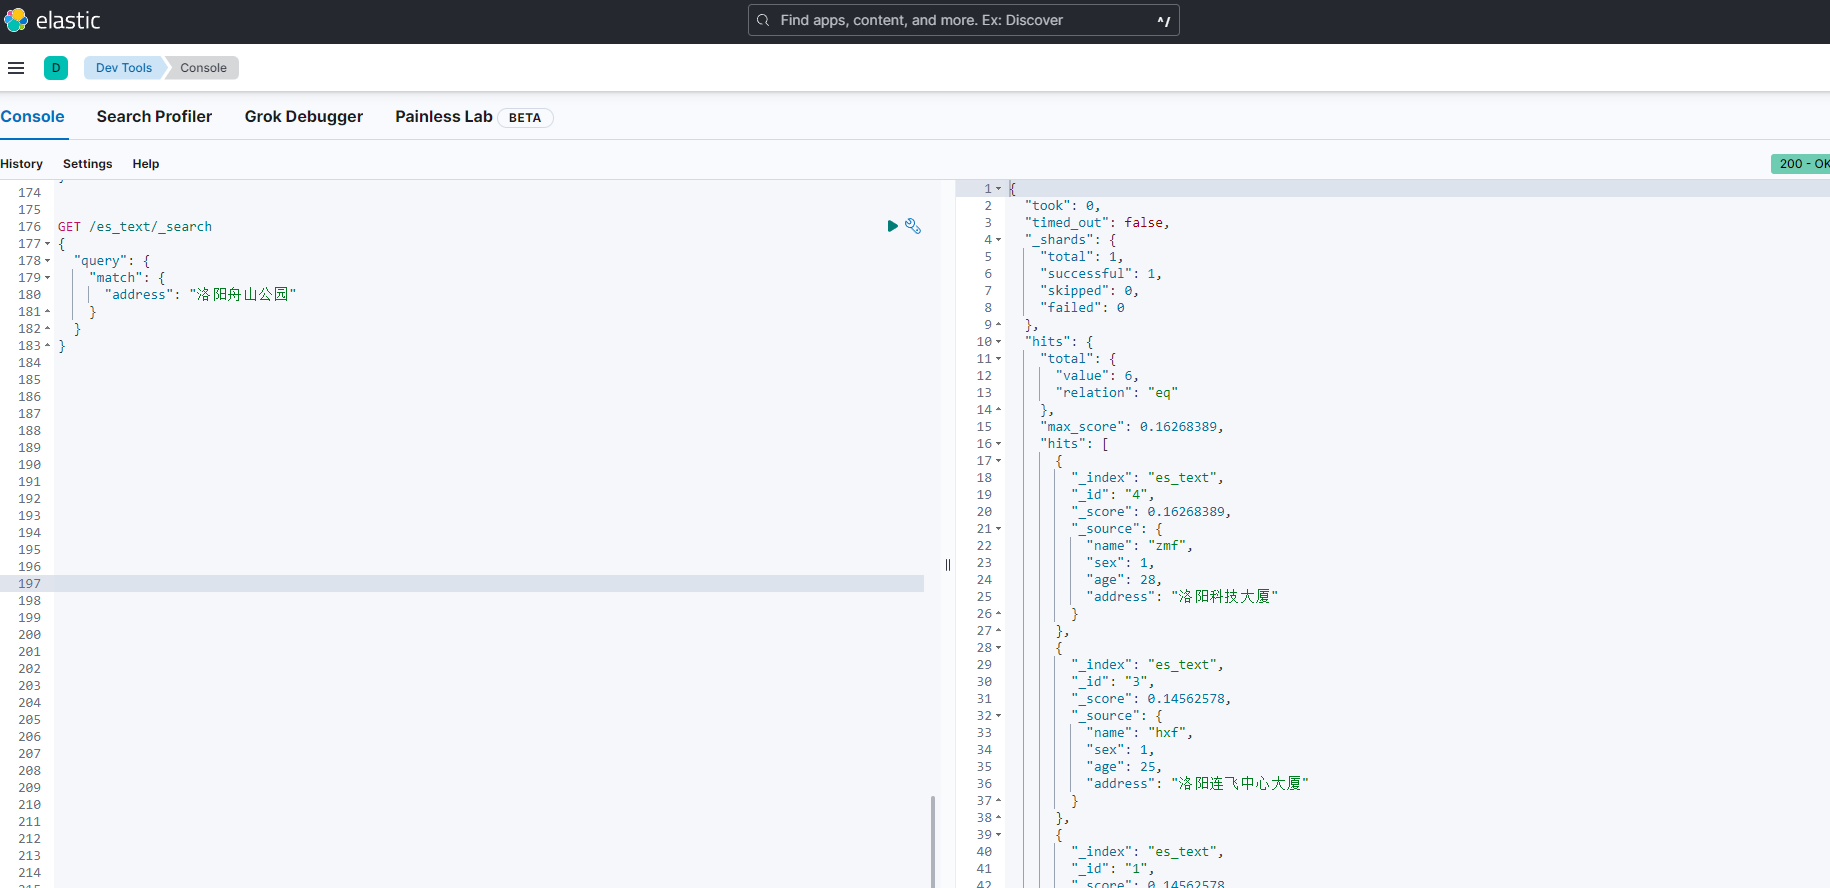 elastic
Find apps, content, and more. Ex: Discover
^/
D
Dev Tools
Console
Console
Search Profiler
Grok Debugger
Painless Lab
BETA
History
Settings
Help
200 - OK
174
175
176 GET /es_text/_search
177 {
178 "query": {
179 "match": {
180 "address": "洛阳舟山公园"
181 }
182 }
183 }
184
185
186
187
188
189
190
191
192
193
194
195
196
197
198
199
200
201
202
203
204
205
206
207
208
209
210
211
212
213
214
215
1 {
2 "took": 0,
3 "timed_out": false,
4 "_shards": {
5 "total": 1,
6 "successful": 1,
7 "skipped": 0,
8 "failed": 0
9 },
10 "hits": {
11 "total": {
12 "value": 6,
13 "relation": "eq"
14 },
15 "max_score": 0.16268389,
16 "hits": [
17 {
18 "_index": "es_text",
19 "_id": "4",
20 "_score": 0.16268389,
21 "_source": {
22 "name": "zmf",
23 "sex": 1,
24 "age": 28,
25 "address": "洛阳科技大厦"
26 }
27 },
28 {
29 "_index": "es_text",
30 "_id": "3",
31 "_score": 0.14562578,
32 "_source": {
33 "name": "hxf",
34 "sex": 1,
35 "age": 25,
36 "address": "洛阳连飞中心大厦"
37 }
38 },
39 {
40 "_index": "es_text",
41 "_id": "1",
42 "_score": 0.14562578